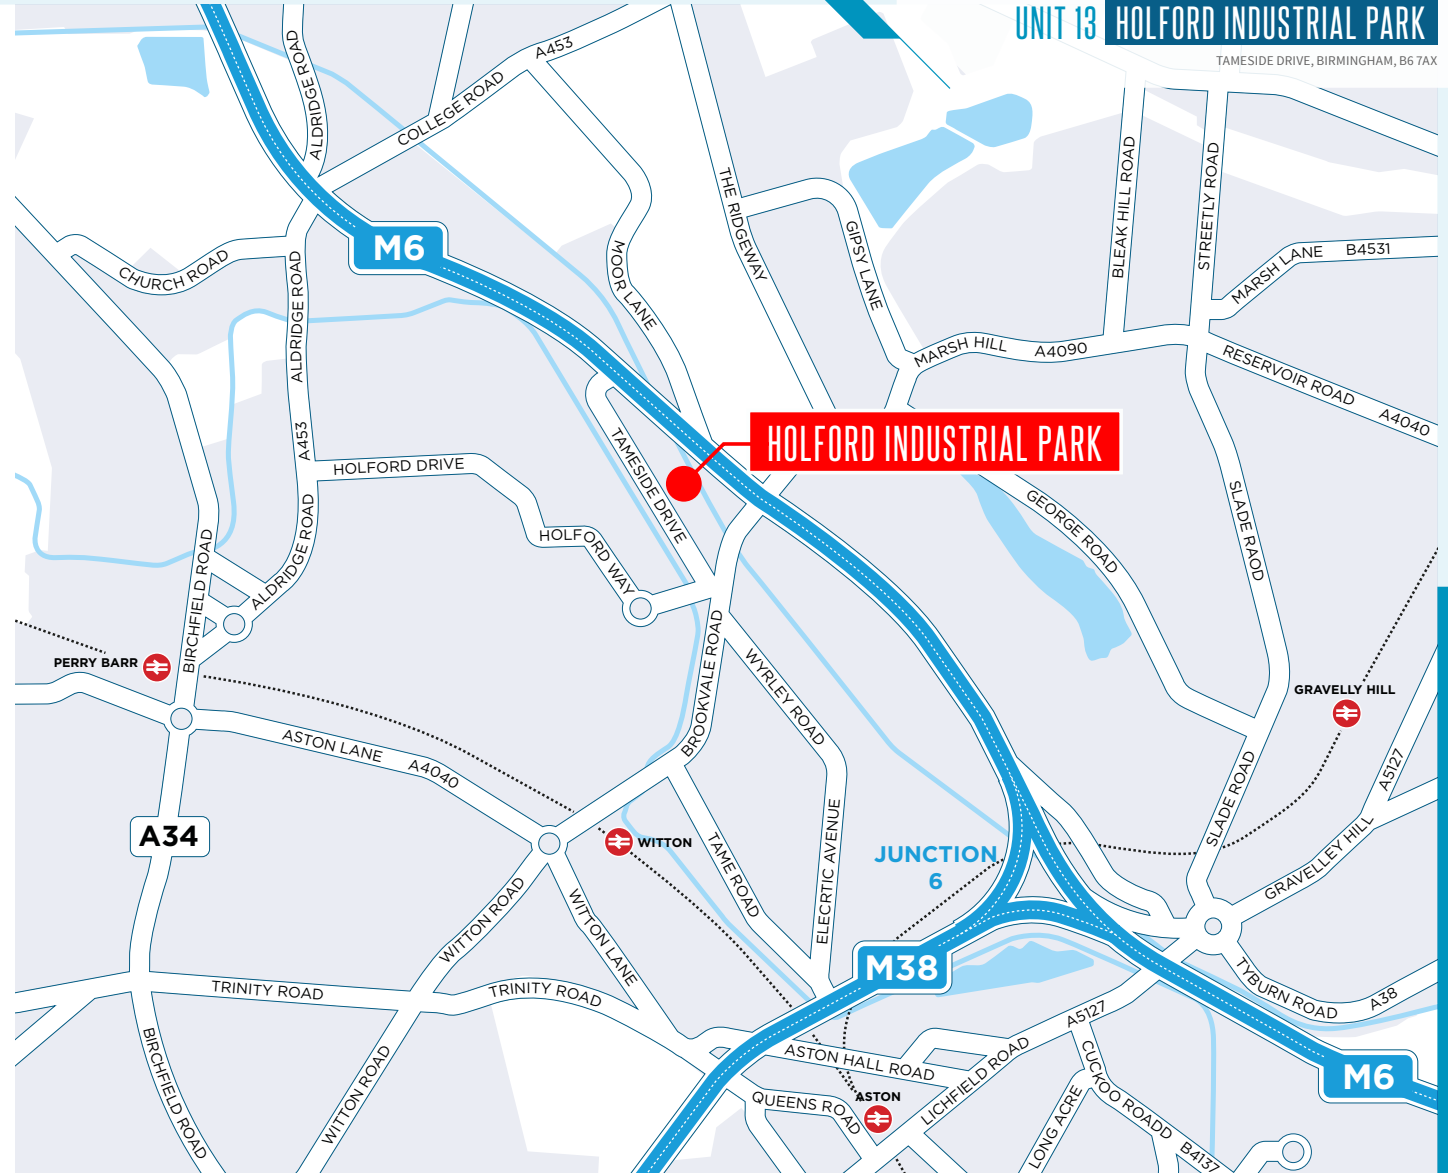 UNIT 13 HOLFORD INDUSTRIAL PARK
TAMESIDE DRIVE, BIRMINGHAM, B6 7AX
ALDRIDGE ROAD
ALDRIDGE ROAD
A453
COLLEGE ROAD
M6
CHURCH ROAD
ALDRIDGE ROAD
A453
MOOR LANE
THE RIDGEWAY
GIPSY LANE
BLEAK HILL ROAD
STREETLY ROAD
MARSH LANE B4531
MARSH HILL A4090
RESERVOIR ROAD A4040
HOLFORD INDUSTRIAL PARK
HOLFORD DRIVE
TAMESIDE DRIVE
HOLFORD WAY
ALDRIDGE ROAD
BIRCHFIELD ROAD
GEORGE ROAD
SLADE RAOD
PERRY BARR
BROOKVALE ROAD
WYRLEY ROAD
GRAVELLY HILL
ASTON LANE A4040
A34
WITTON
TAME ROAD
ELECRTIC AVENUE
JUNCTION
6
SLADE ROAD
A5127
GRAVELLEY HILL
WITTON ROAD
WITTON LANE
M38
TRINITY ROAD
TRINITY ROAD
TYBURN ROAD A38
A5127
BIRCHFIELD ROAD
WITTON ROAD
ASTON HALL ROAD
LICHFIELD ROAD
M6
QUEENS ROAD
ASTON
LONG ACRE
CUCKOO ROADD B4137